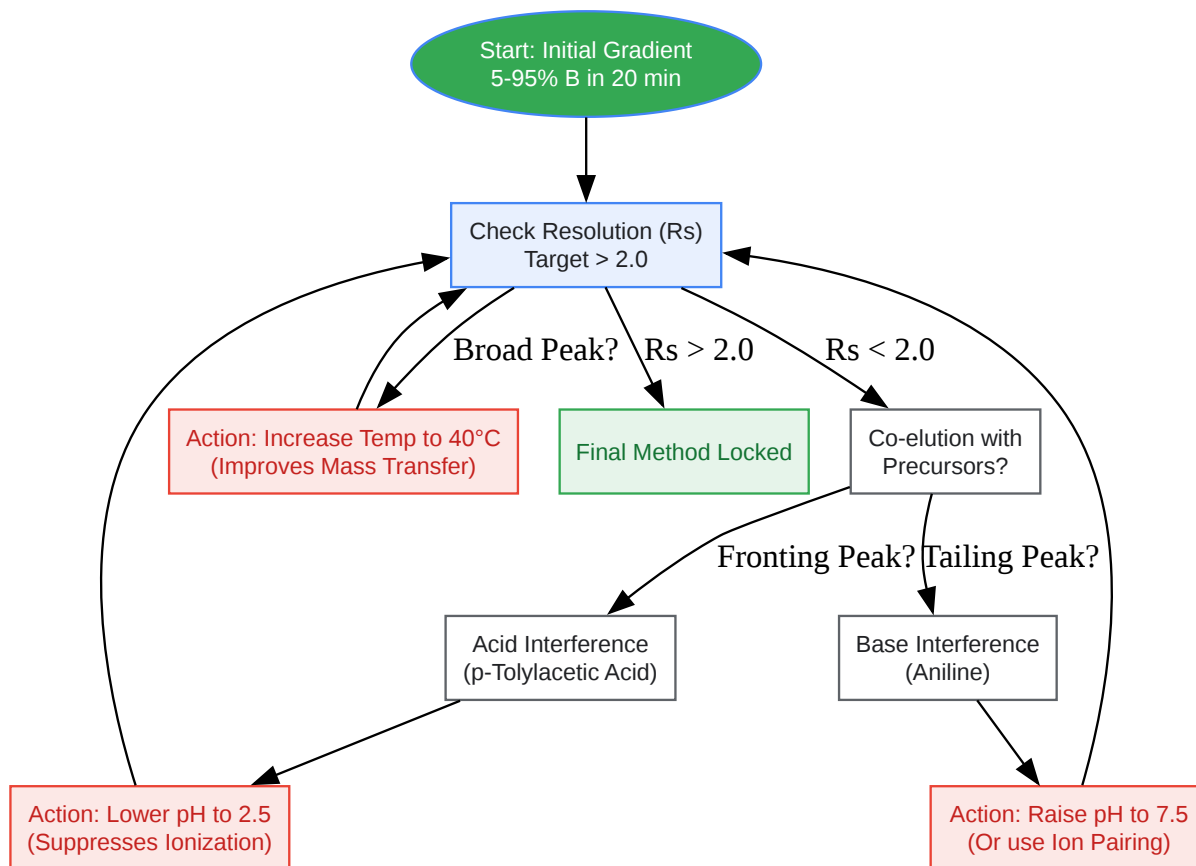 Start: Initial Gradient
5-95% B in 20 min
Check Resolution (Rs)
Target > 2.0
Broad Peak?
Rs > 2.0
Rs < 2.0
Action: Increase Temp to 40°C
(Improves Mass Transfer)
Final Method Locked
Co-elution with
Precursors?
Fronting Peak?
Tailing Peak?
Acid Interference
(p-Tolylacetic Acid)
Base Interference
(Aniline)
Action: Lower pH to 2.5
(Suppresses Ionization)
Action: Raise pH to 7.5
(Or use Ion Pairing)